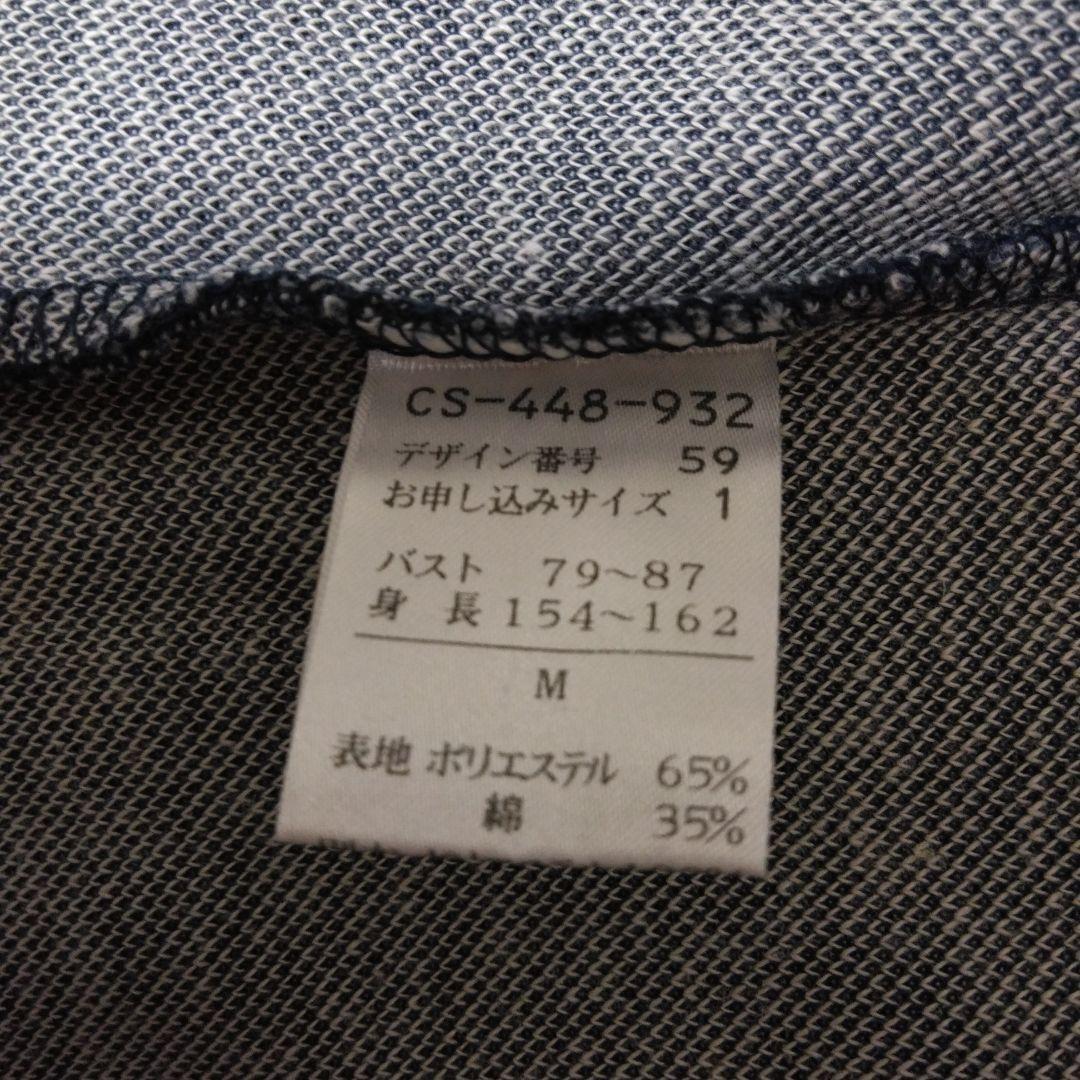 CS-448-932
デザイン番号 59
お申し込みサイズ 1
バスト 79~87
身 長 154~162
M
表地 ポリエステル 65%
綿 35%